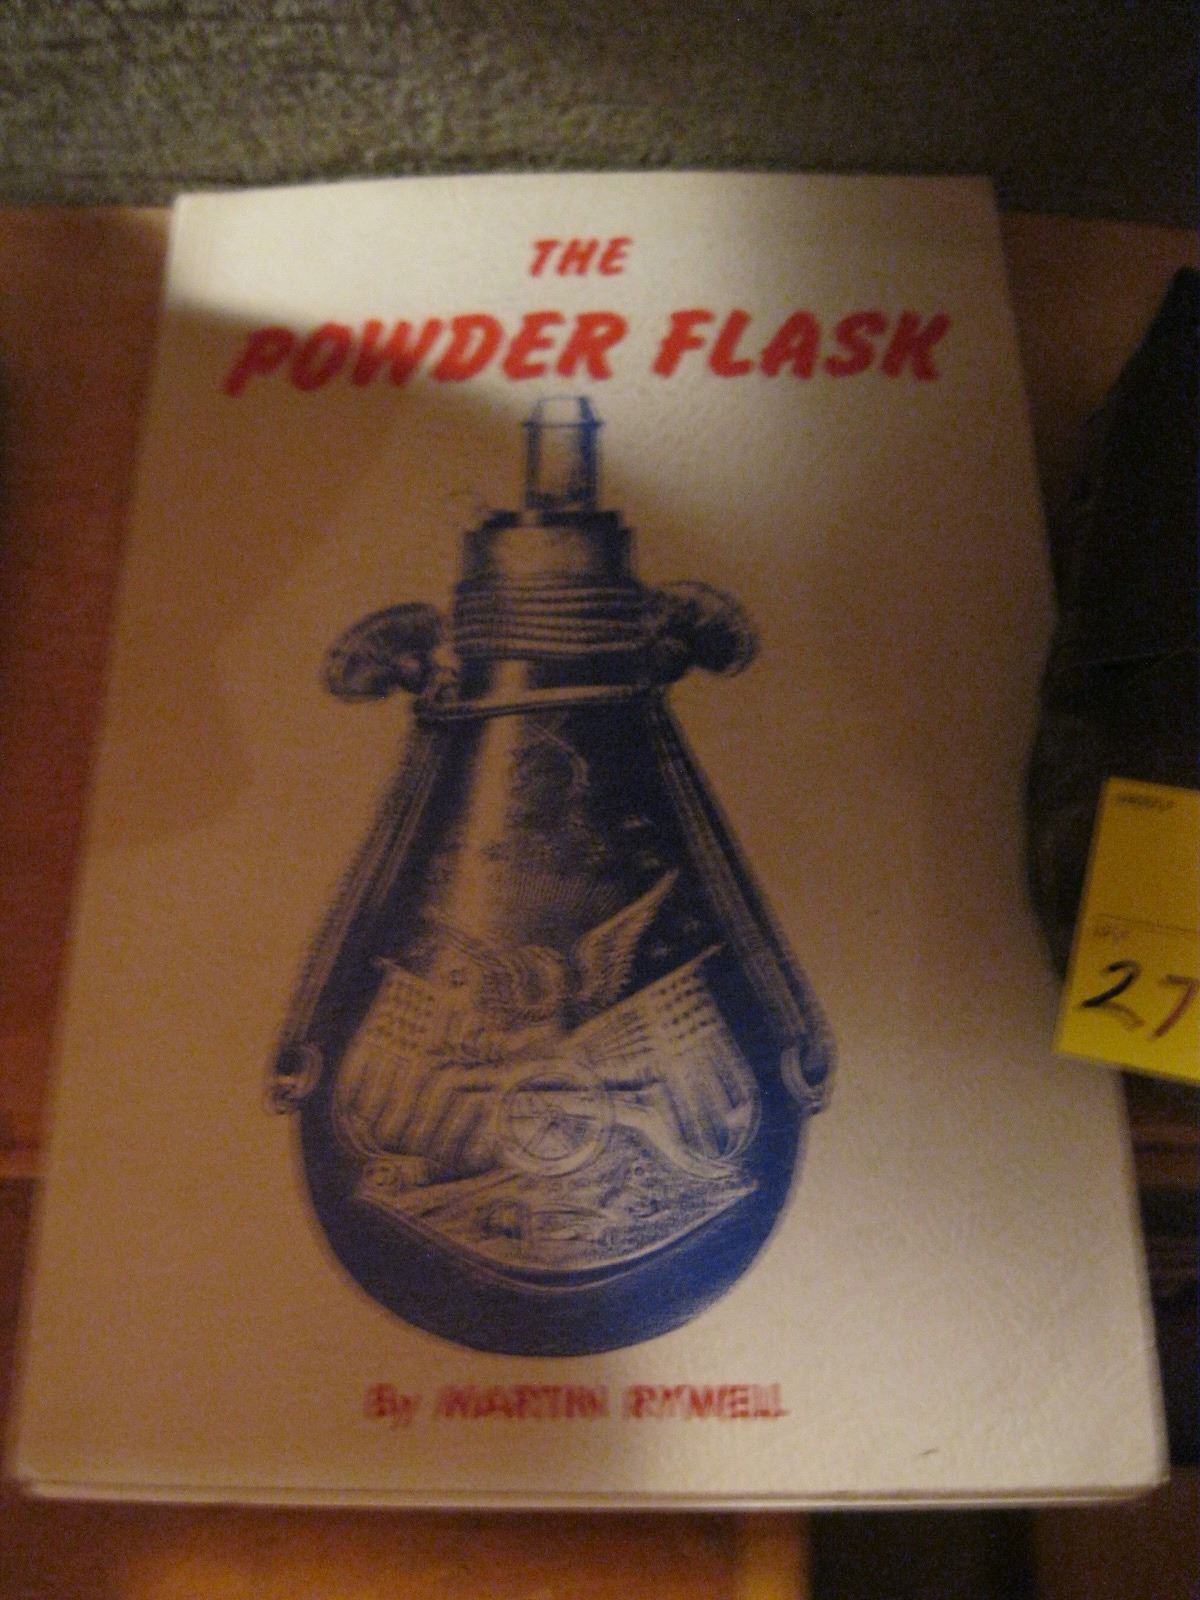 THE
POWDER FLASK
By MARTIN RYWELL
27